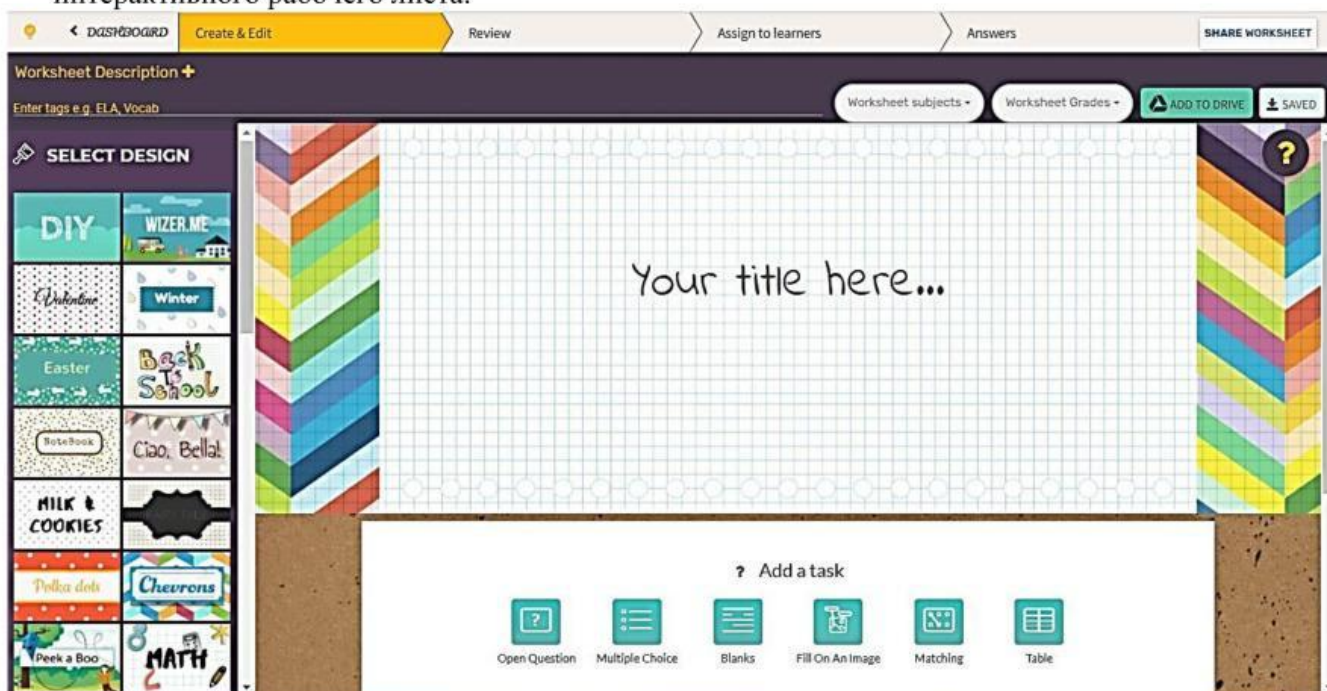 интерактивного рабочего листа.
DASHBOARD Create & Edit Review Assign to learners Answers SHARE WORKSHEET
Worksheet Description +
Enter tags e.g. ELA, Vocab Worksheet subjects Worksheet Grades ADD TO DRIVE SAVED
SELECT DESIGN ?
DIY WIZER.ME
Valentine Winter
Easter Back To School
NoteBook Ciao, Bella!
MILK & COOKIES
Polka dots Chevrons
Peek a Boo MATH
Your title here...
? Add a task
Open Question Multiple Choice Blanks Fill On An Image Matching Table